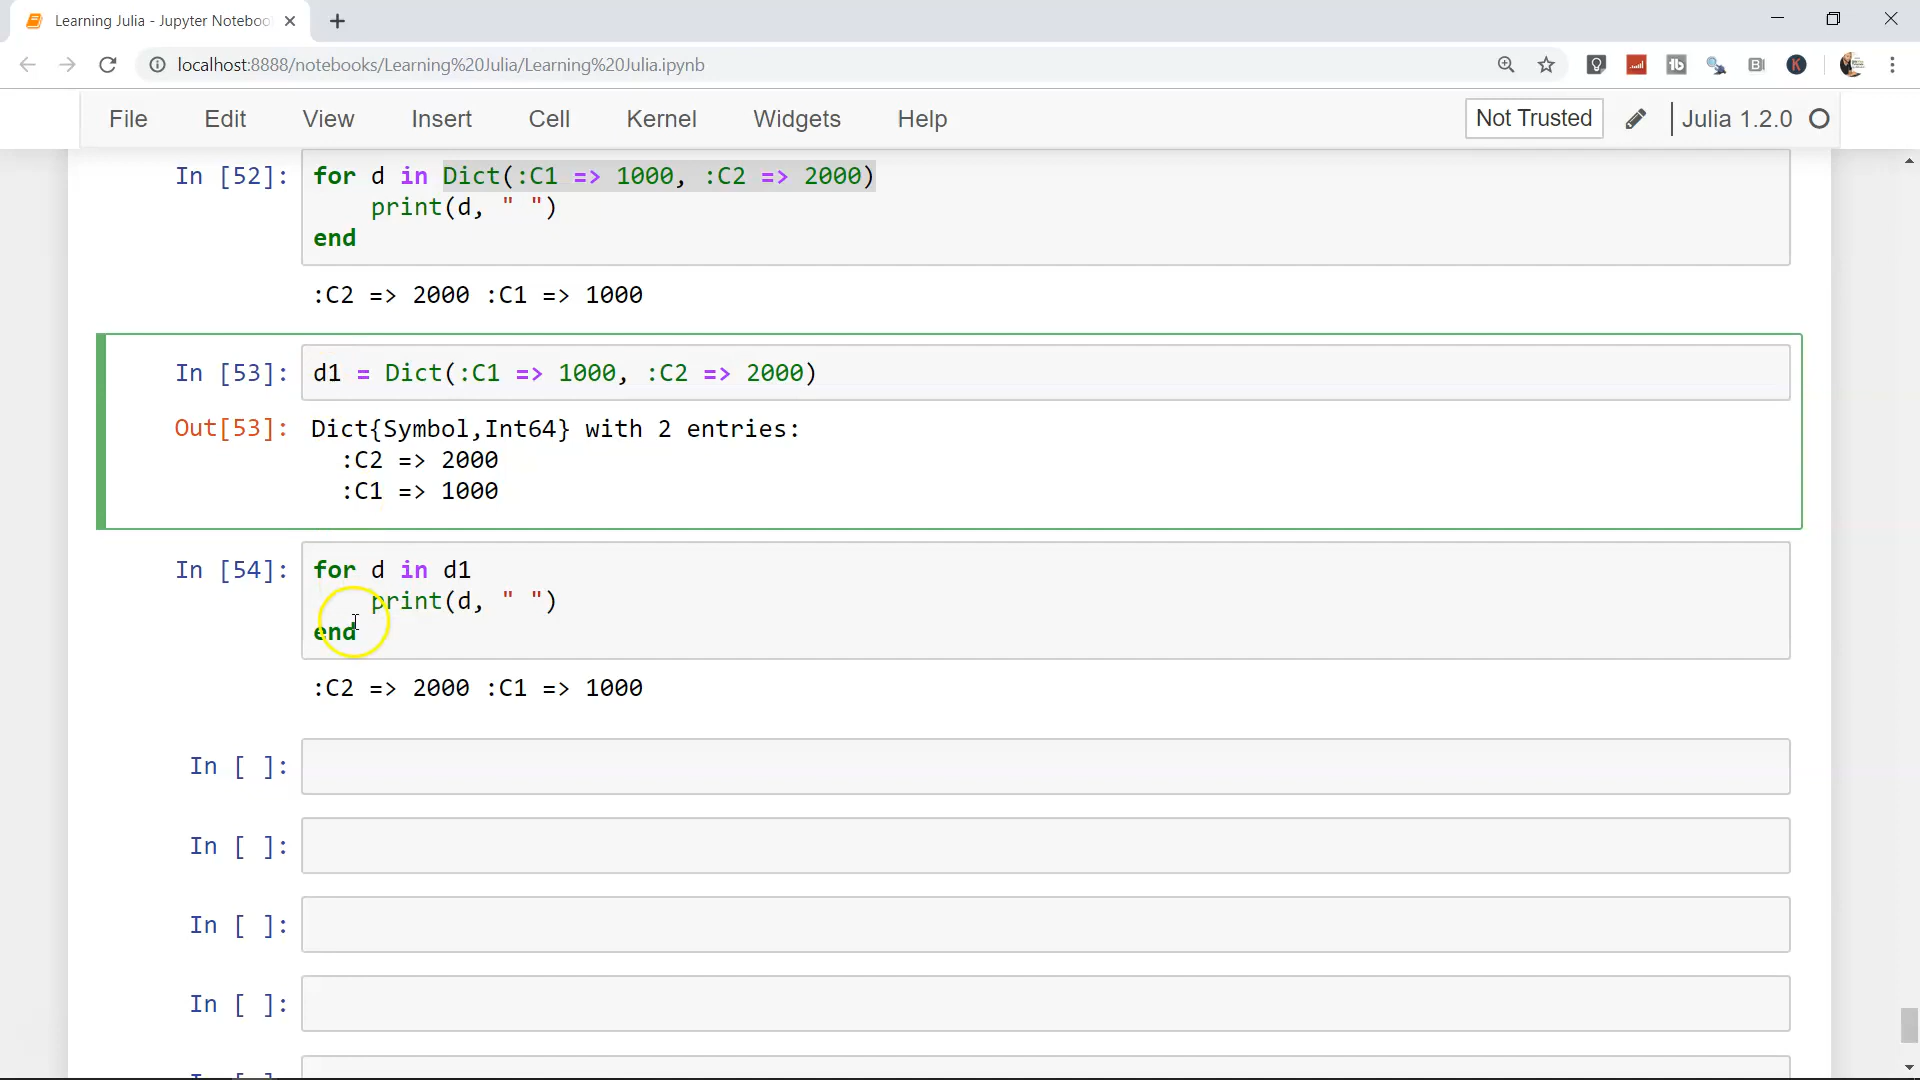 Learning Julia - Jupyter Noteboo
localhost:8888/notebooks/Learning%20Julia/Learning%20Julia.ipynb
File Edit View Insert Cell Kernel Widgets Help Not Trusted Julia 1.2.0
In [52]: for d in Dict(:C1 => 1000, :C2 => 2000)
print(d, " ")
end
:C2 => 2000 :C1 => 1000
In [53]: d1 = Dict(:C1 => 1000, :C2 => 2000)
Out[53]: Dict{Symbol,Int64} with 2 entries:
:C2 => 2000
:C1 => 1000
In [54]: for d in d1
print(d, " ")
end
:C2 => 2000 :C1 => 1000
In [ ]:
In [ ]:
In [ ]:
In [ ]: